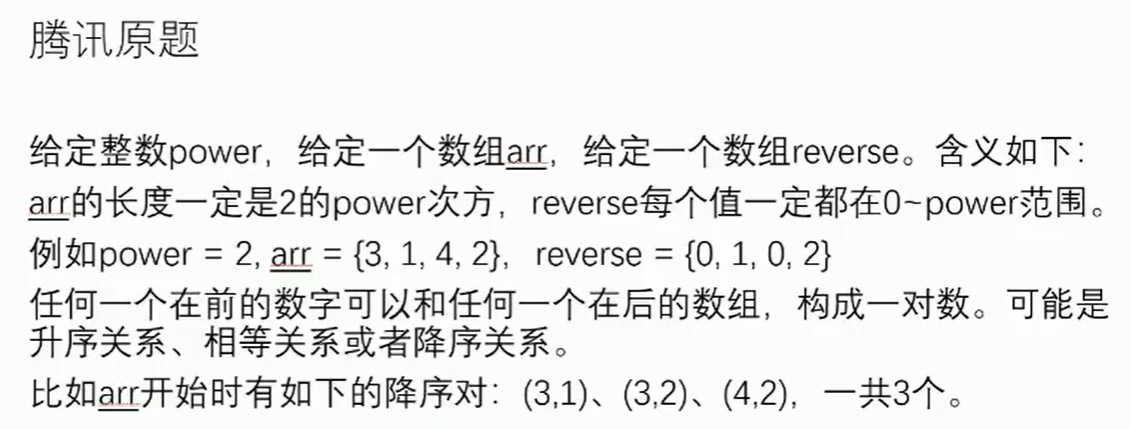 腾讯原题
给定整数power，给定一个数组arr，给定一个数组reverse。含义如下：
arr的长度一定是2的power次方，reverse每个值一定都在0~power范围。
例如power = 2, arr = {3, 1, 4, 2}，reverse = {0, 1, 0, 2}
任何一个在前的数字可以和任何一个在后的数组，构成一对数。可能是
升序关系、相等关系或者降序关系。
比如arr开始时有如下的降序对：(3,1)、(3,2)、(4,2)，一共3个。